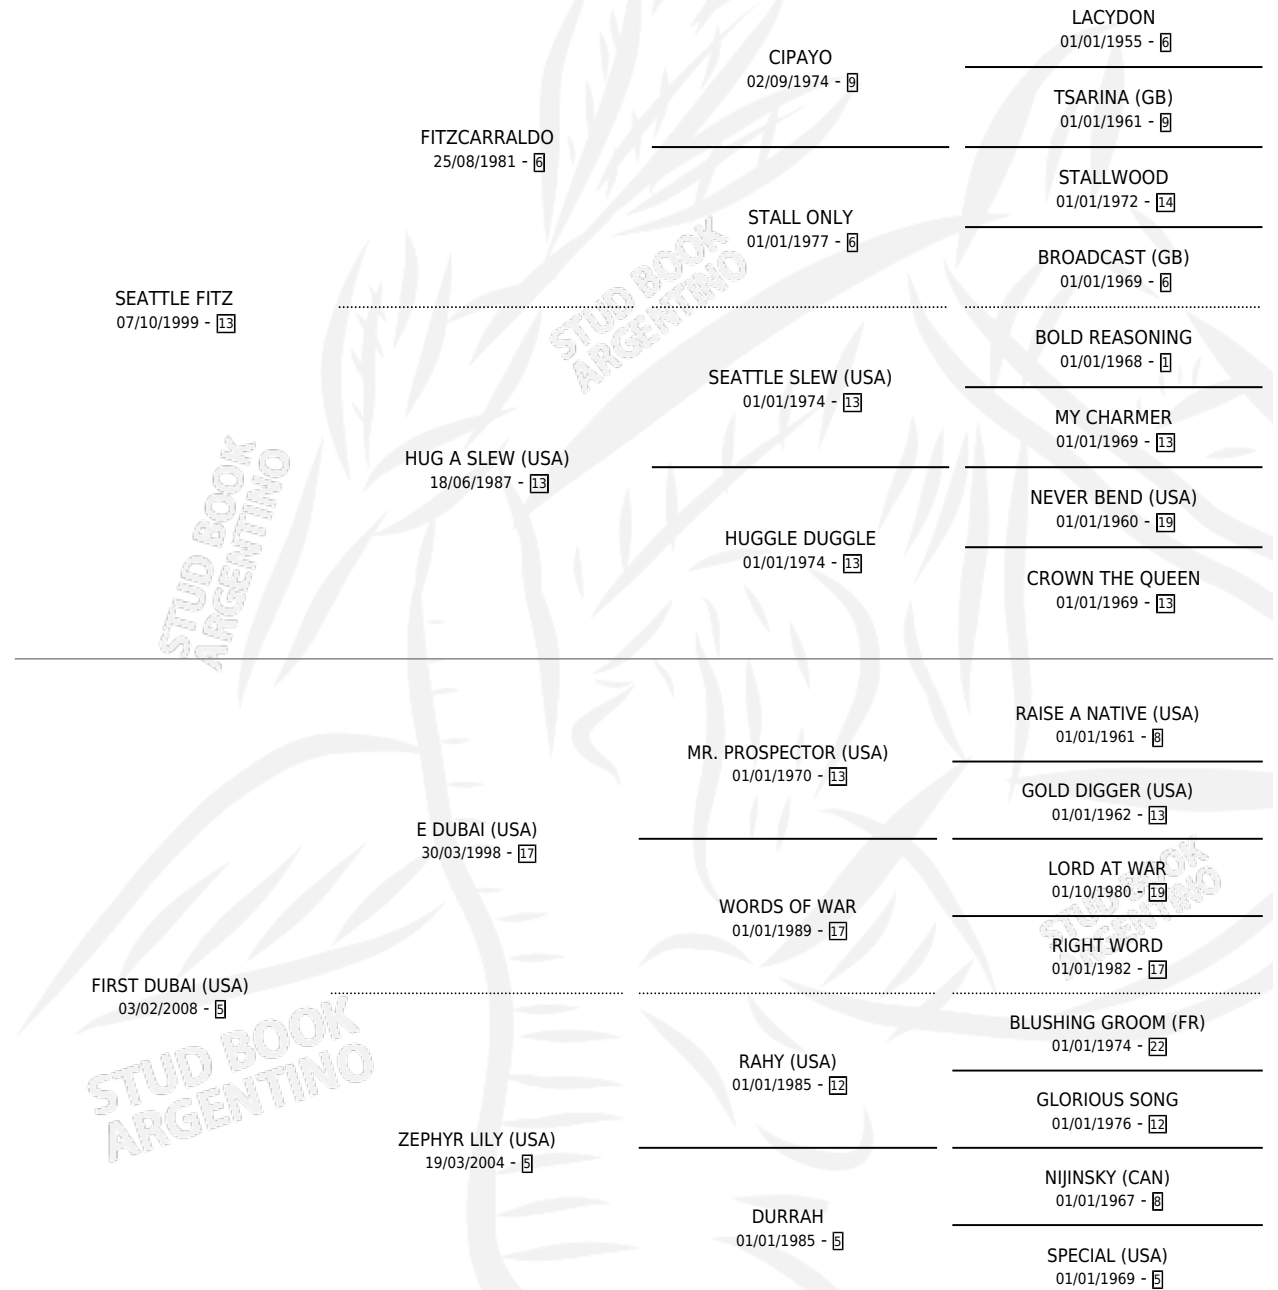 LACYDON
01/01/1955 - 6
CIPAYO
02/09/1974 - 9
TSARINA (GB)
01/01/1961 - 9
FITZCARRALDO
25/08/1981 - 6
STALLWOOD
01/01/1972 - 14
STALL ONLY
01/01/1977 - 6
BROADCAST (GB)
01/01/1969 - 6
SEATTLE FITZ
07/10/1999 - 13
BOLD REASONING
01/01/1968 - 1
SEATTLE SLEW (USA)
01/01/1974 - 13
MY CHARMER
01/01/1969 - 13
HUG A SLEW (USA)
18/06/1987 - 13
NEVER BEND (USA)
01/01/1960 - 19
HUGGLE DUGGLE
01/01/1974 - 13
CROWN THE QUEEN
01/01/1969 - 13
STUD BOOK
ARGENTINO
STUD BOOK
ARGENTINO
RAISE A NATIVE (USA)
01/01/1961 - 8
MR. PROSPECTOR (USA)
01/01/1970 - 13
GOLD DIGGER (USA)
01/01/1962 - 13
E DUBAI (USA)
30/03/1998 - 17
LORD AT WAR
01/10/1980 - 19
WORDS OF WAR
01/01/1989 - 17
RIGHT WORD
01/01/1982 - 17
FIRST DUBAI (USA)
03/02/2008 - 5
BLUSHING GROOM (FR)
01/01/1974 - 22
RAHY (USA)
01/01/1985 - 12
GLORIOUS SONG
01/01/1976 - 12
ZEPHYR LILY (USA)
19/03/2004 - 5
NIJINSKY (CAN)
01/01/1967 - 8
DURRAH
01/01/1985 - 5
SPECIAL (USA)
01/01/1969 - 5
STUD BOOK
ARGENTINO
STUD BOOK
ARGENTINO